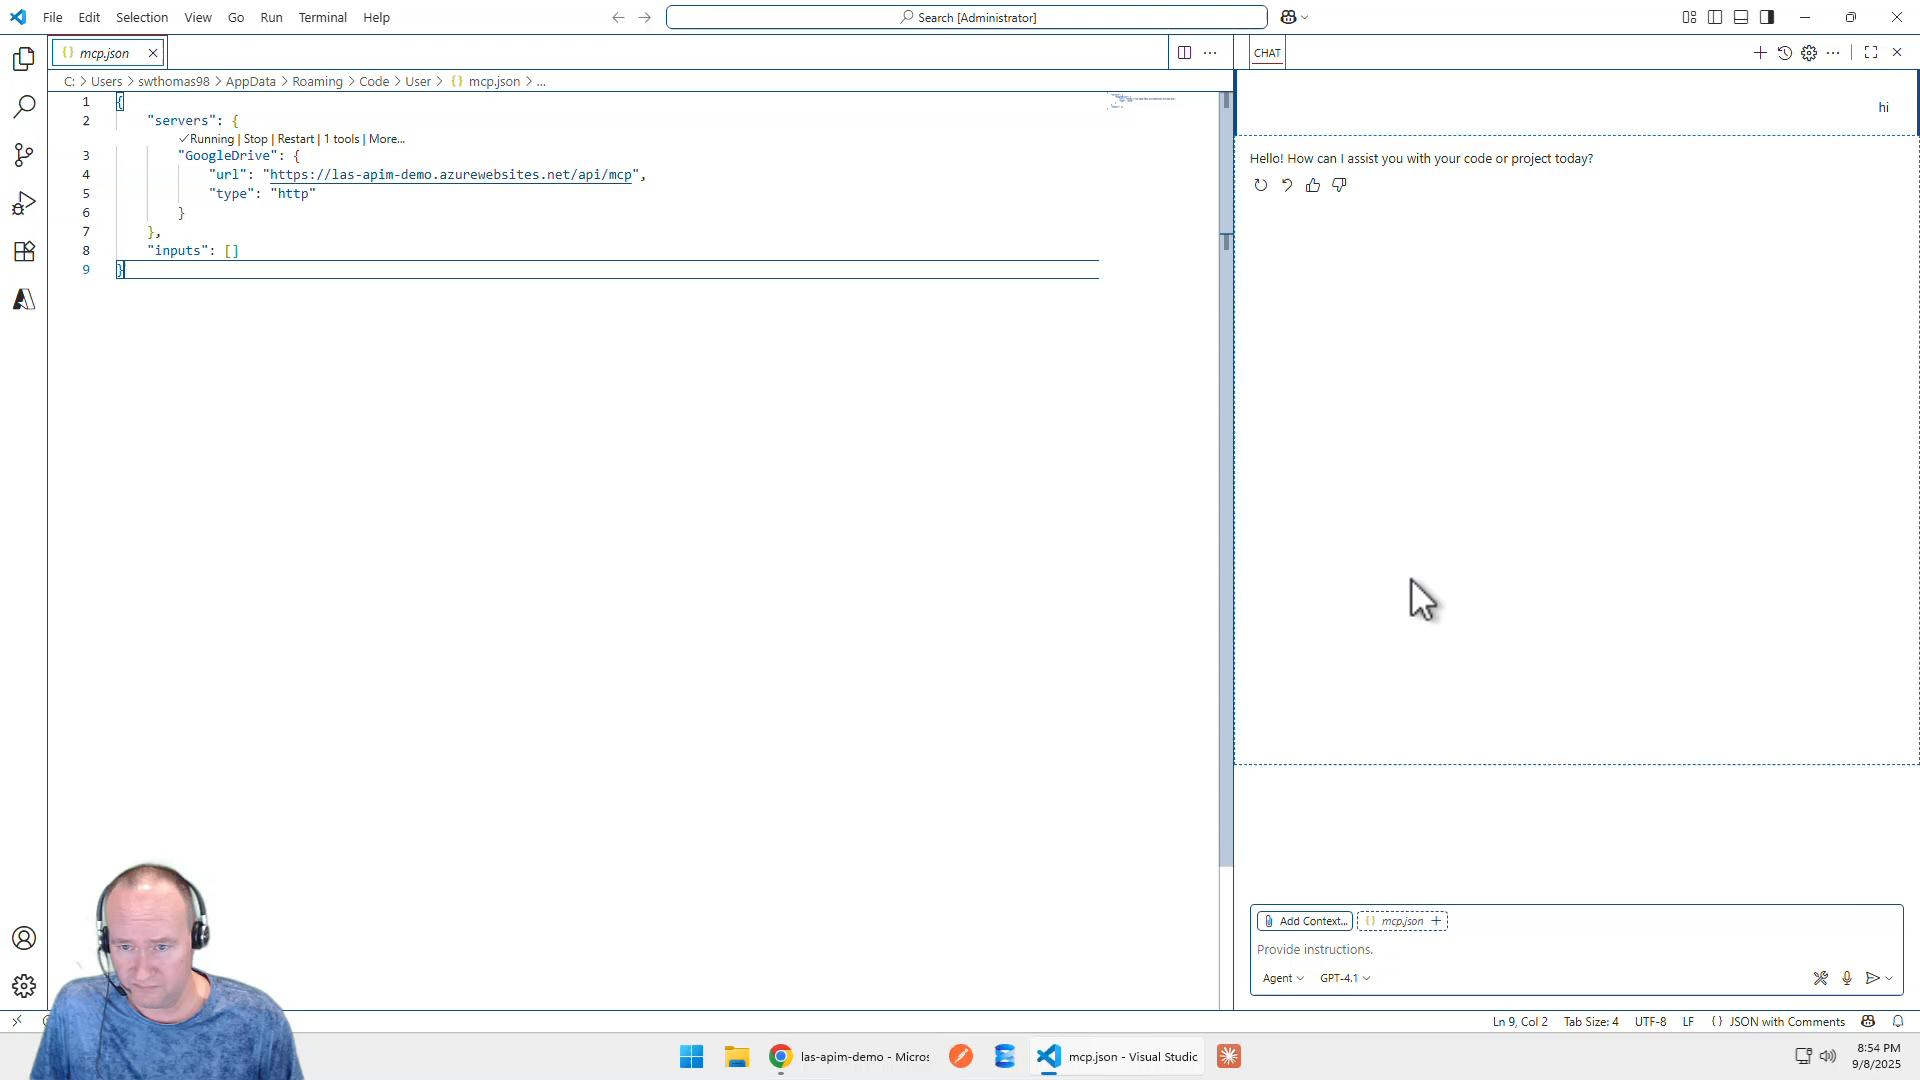 File Edit Selection View Go Run Terminal Help
Search [Administrator]
mcp.json
CHAT
C: > Users > swthomas98 > AppData > Roaming > Code > User > {} mcp.json > ...
1 {
2 "servers": {
✓Running | Stop | Restart | 1 tools | More...
3 "GoogleDrive": {
4 "url": "https://las-apim-demo.azurewebsites.net/api/mcp",
5 "type": "http"
6 }
7 },
8 "inputs": []
9 }
hi
Hello! How can I assist you with your code or project today?
Add Context...
{} mcp.json +
Provide instructions.
Agent
GPT-4.1
Ln 9, Col 2 Tab Size: 4 UTF-8 LF {} JSON with Comments
las-apim-demo - Micros
mcp.json - Visual Studio
8:54 PM
9/8/2025